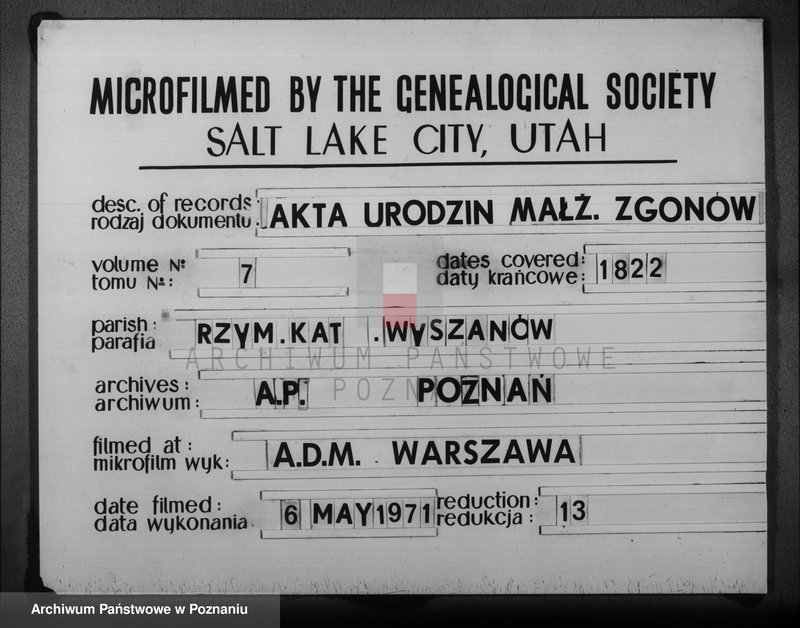 MICROFILMED BY THE GENEALOGICAL SOCIETY
SALT LAKE CITY, UTAH
desc. of records:
rodzaj dokumentu: AKTA URODZIN MAŁŻ. ZGONÓW
volume No
tomu No: 7
dates covered:
daty krańcowe: 1822
parish:
parafia RZYM.KAT. WYSZANÓW
ARCHIWUM PAŃSTWOWE
POZNAŃ
archives:
archiwum: A.P. POZNAŃ
filmed at:
mikrofilm wyk: A.D.M. WARSZAWA
date filmed:
data wykonania 6 MAY 1971
reduction:
redukcja: 13
Archiwum Państwowe w Poznaniu